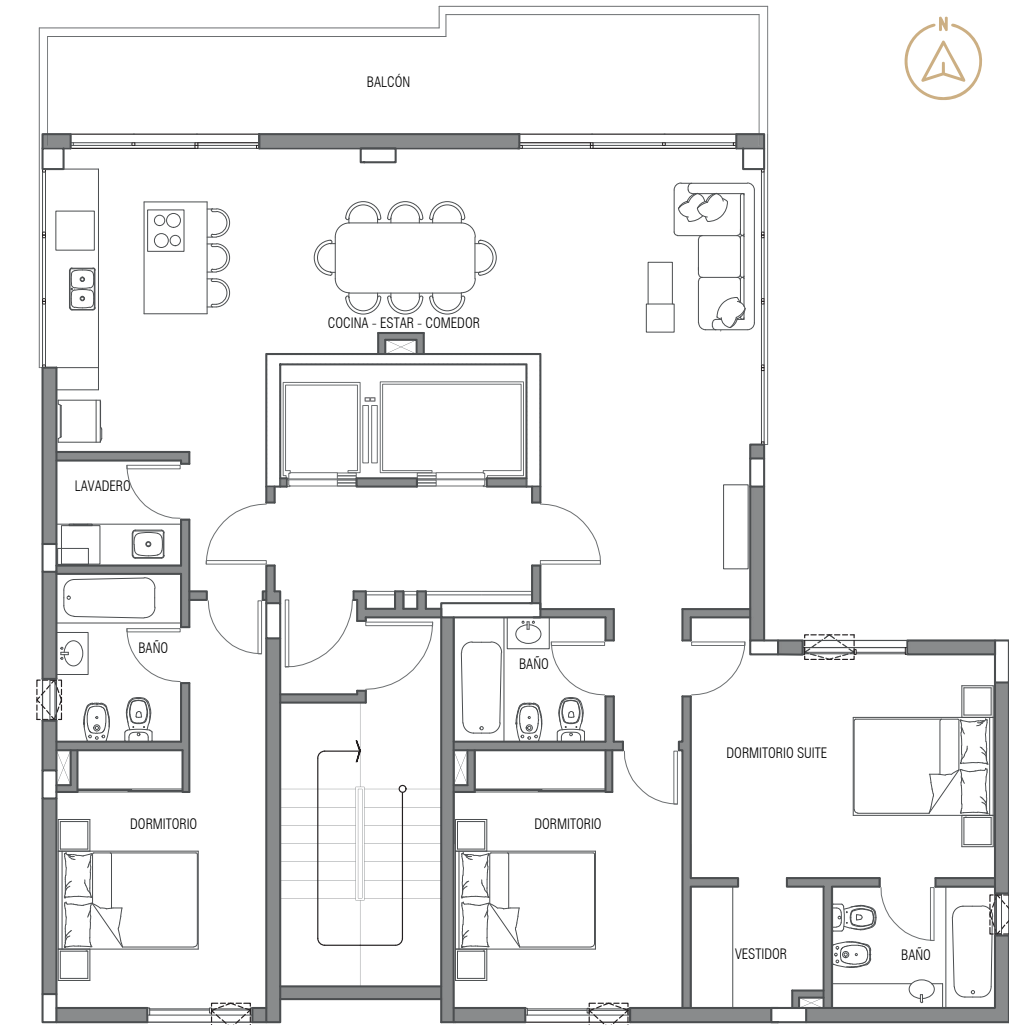 N
BALCÓN
COCINA - ESTAR - COMEDOR
LAVADERO
BAÑO
BAÑO
DORMITORIO SUITE
DORMITORIO
DORMITORIO
VESTIDOR
BAÑO